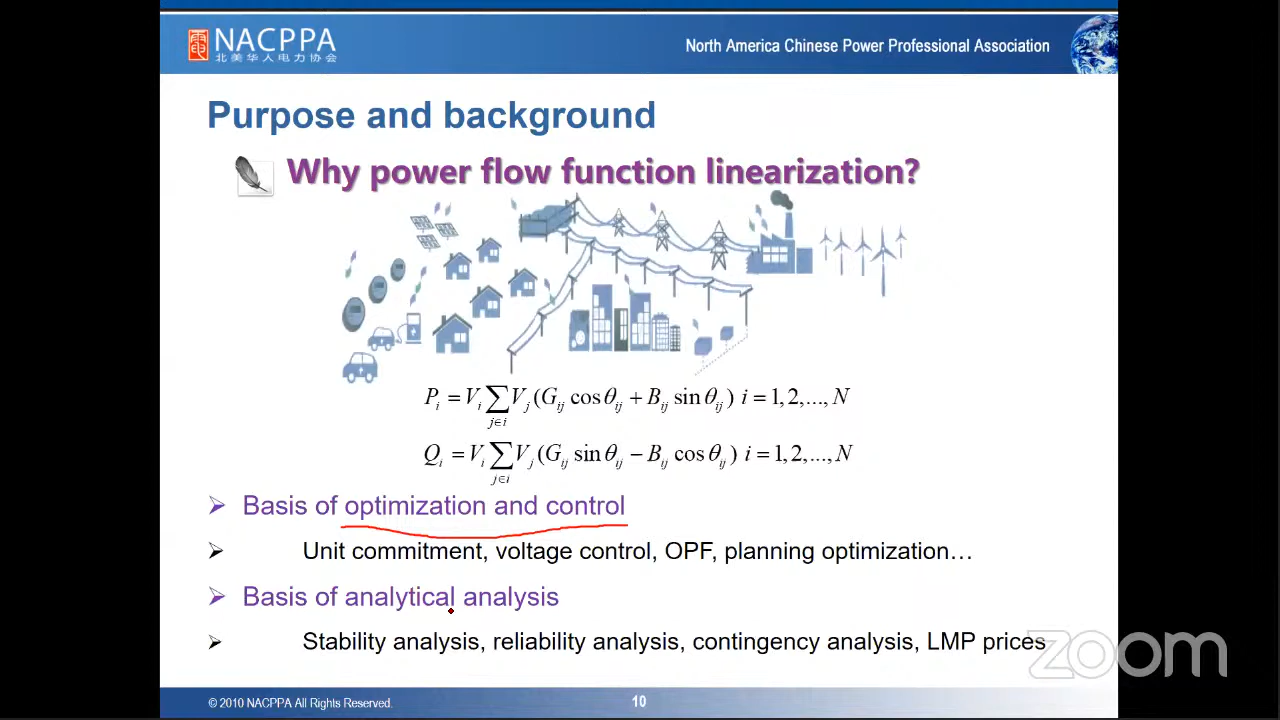 NACPPA
北美华人电力协会
North America Chinese Power Professional Association
Purpose and background
Why power flow function linearization?
P_i = V_i ∑_{j∈i} V_j (G_ij cos θ_ij + B_ij sin θ_ij) i = 1, 2,..., N
Q_i = V_i ∑_{j∈i} V_j (G_ij sin θ_ij − B_ij cos θ_ij) i = 1, 2,..., N
➢ Basis of optimization and control
➢ Unit commitment, voltage control, OPF, planning optimization…
➢ Basis of analytical analysis
➢ Stability analysis, reliability analysis, contingency analysis, LMP prices
zoom
© 2010 NACPPA All Rights Reserved.
10